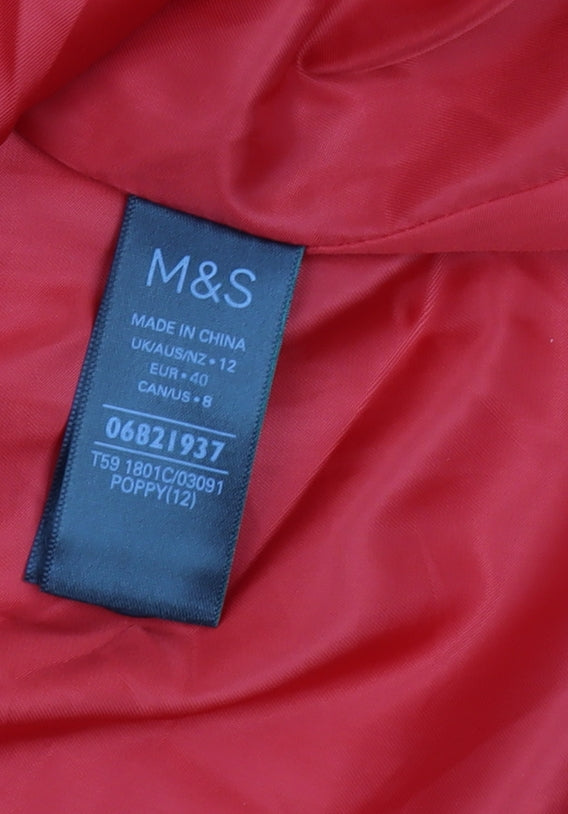 M&S
MADE IN CHINA
UK/AUS/NZ•12
EUR•40
CAN/US•8
06821937
T59 1801C/03091
POPPY(12)